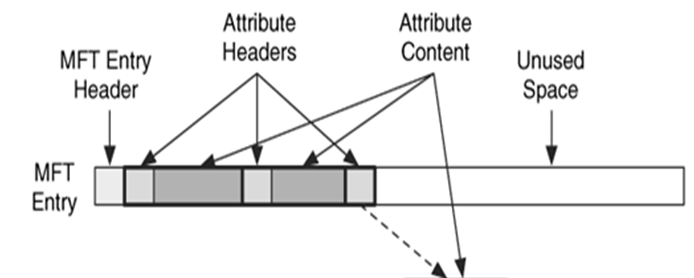 Attribute
Headers
Attribute
Content
MFT Entry
Header
Unused
Space
MFT
Entry